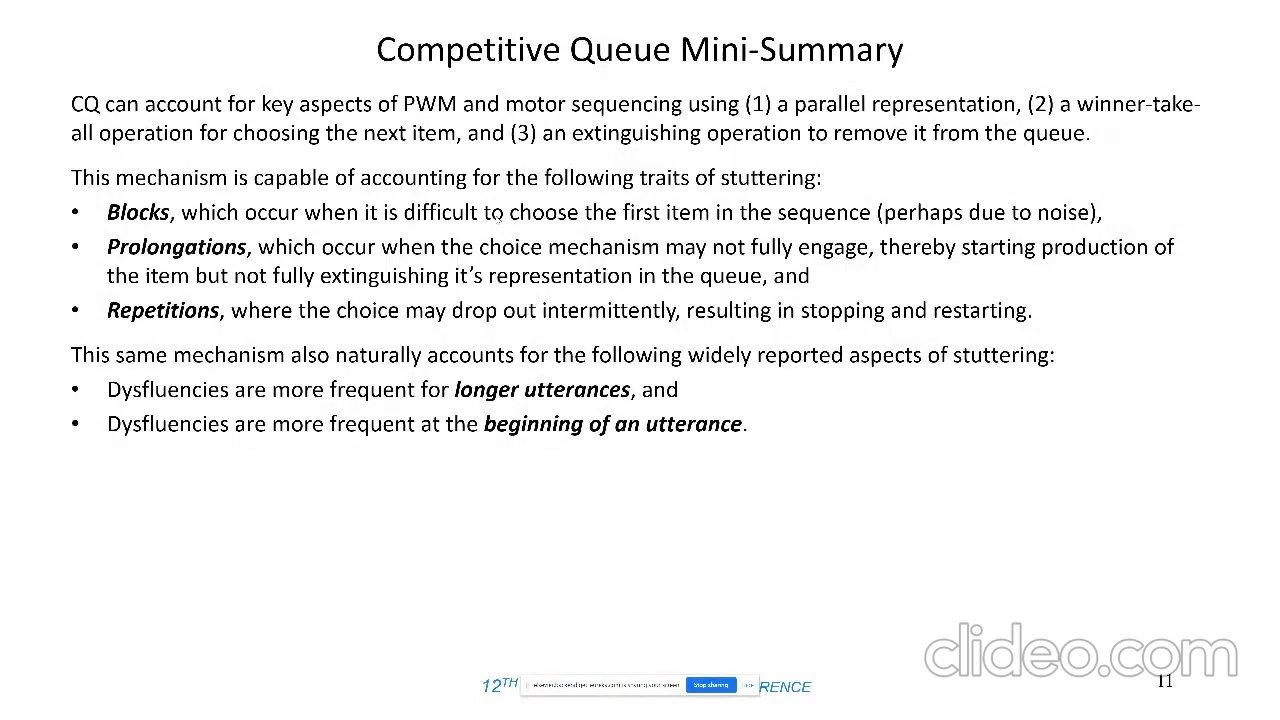 Competitive Queue Mini-Summary
CQ can account for key aspects of PWM and motor sequencing using (1) a parallel representation, (2) a winner-take-
all operation for choosing the next item, and (3) an extinguishing operation to remove it from the queue.
This mechanism is capable of accounting for the following traits of stuttering:
• Blocks, which occur when it is difficult to choose the first item in the sequence (perhaps due to noise),
• Prolongations, which occur when the choice mechanism may not fully engage, thereby starting production of
the item but not fully extinguishing it's representation in the queue, and
• Repetitions, where the choice may drop out intermittently, resulting in stopping and restarting.
This same mechanism also naturally accounts for the following widely reported aspects of stuttering:
• Dysfluencies are more frequent for longer utterances, and
• Dysfluencies are more frequent at the beginning of an utterance.
clideo.com
12TH is sharing your screen Stop sharing RENCE
11